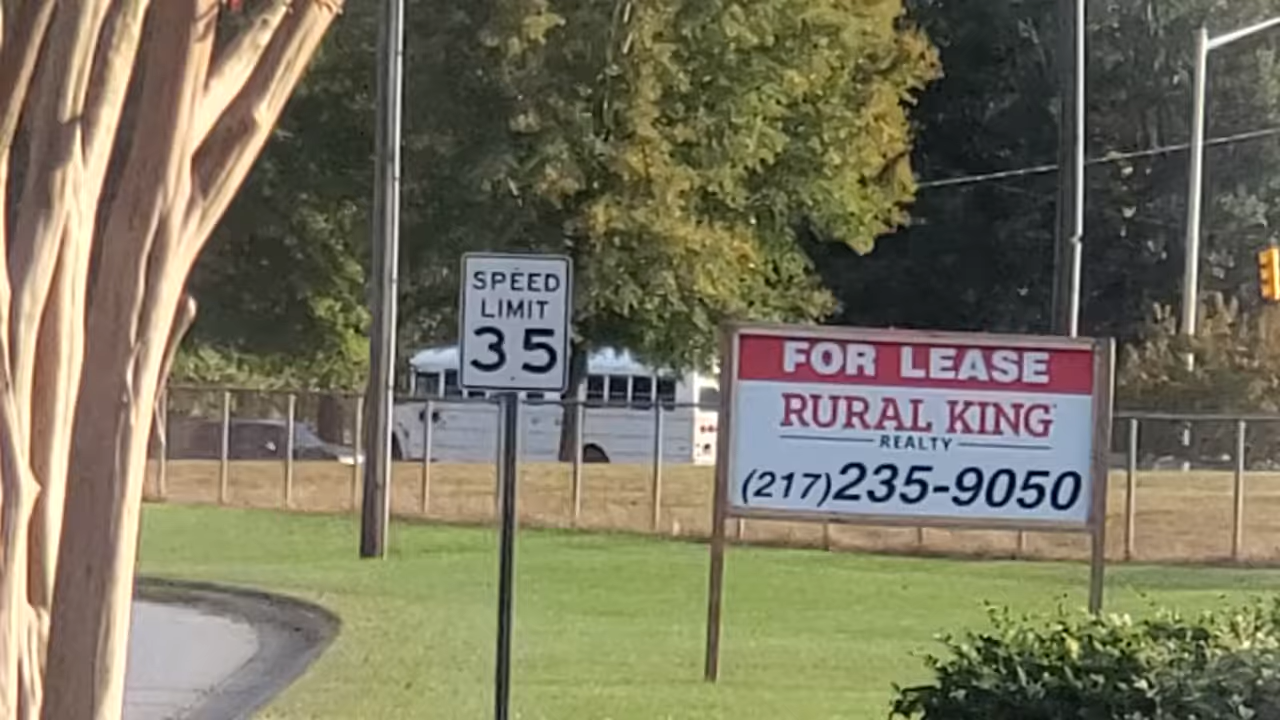 SPEED
LIMIT
35
FOR LEASE
RURAL KING
REALTY
(217)235-9050